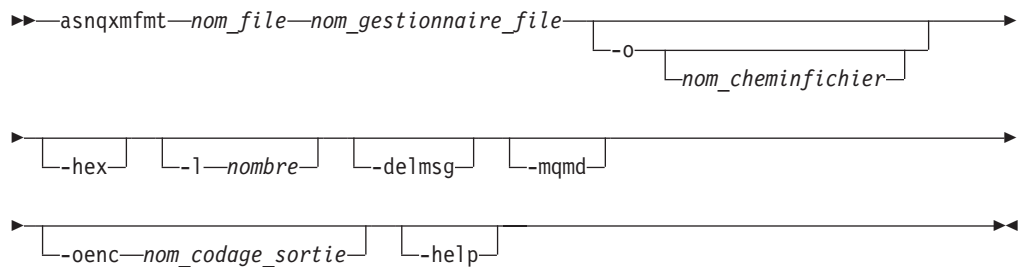 asnqxmfmt nom_file nom_gestionnaire_file -o nom_cheminfichier
-hex -l nombre -delmsg -mqmd
-oenc nom_codage_sortie -help